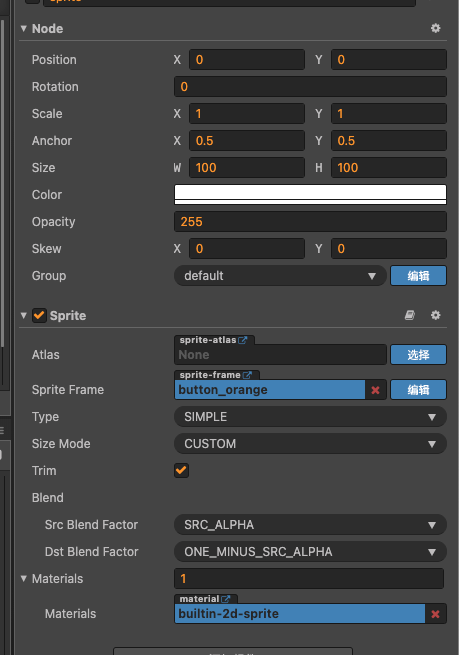 Node
Position X 0 Y 0
Rotation 0
Scale X 1 Y 1
Anchor X 0.5 Y 0.5
Size W 100 H 100
Color
Opacity 255
Skew X 0 Y 0
Group default 编辑
Sprite
sprite-atlas
Atlas None 选择
sprite-frame
Sprite Frame button_orange 编辑
Type SIMPLE
Size Mode CUSTOM
Trim
Blend
Src Blend Factor SRC_ALPHA
Dst Blend Factor ONE_MINUS_SRC_ALPHA
Materials 1
material
Materials builtin-2d-sprite